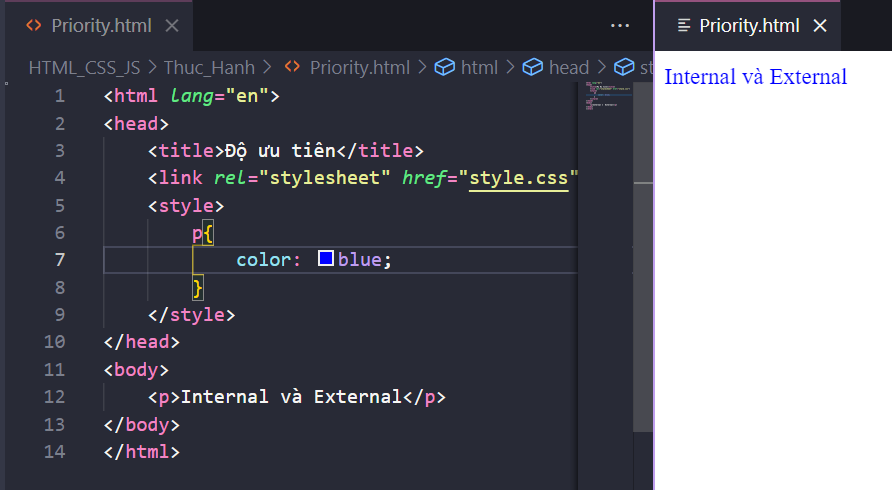 Priority.html
Priority.html
HTML_CSS_JS > Thuc_Hanh > Priority.html > html > head > st
Internal và External
1 <html lang="en">
2 <head>
3 <title>Độ ưu tiên</title>
4 <link rel="stylesheet" href="style.css"
5 <style>
6 p{
7 color: blue;
8 }
9 </style>
10 </head>
11 <body>
12 <p>Internal và External</p>
13 </body>
14 </html>